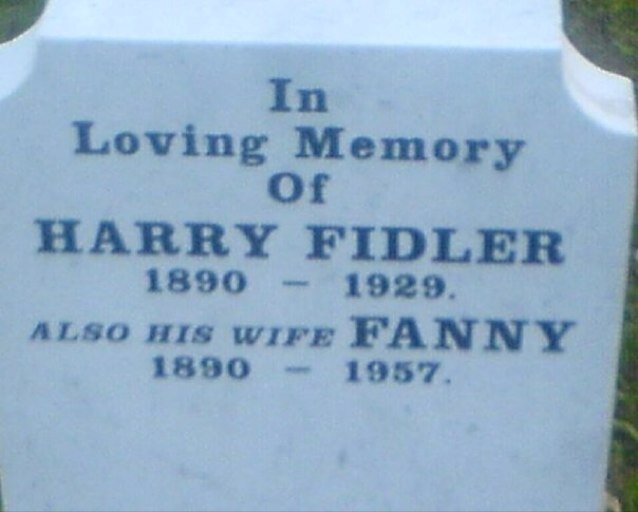 In
Loving Memory
Of
HARRY FIDLER
1890 - 1929.
ALSO HIS WIFE FANNY
1890 - 1957.